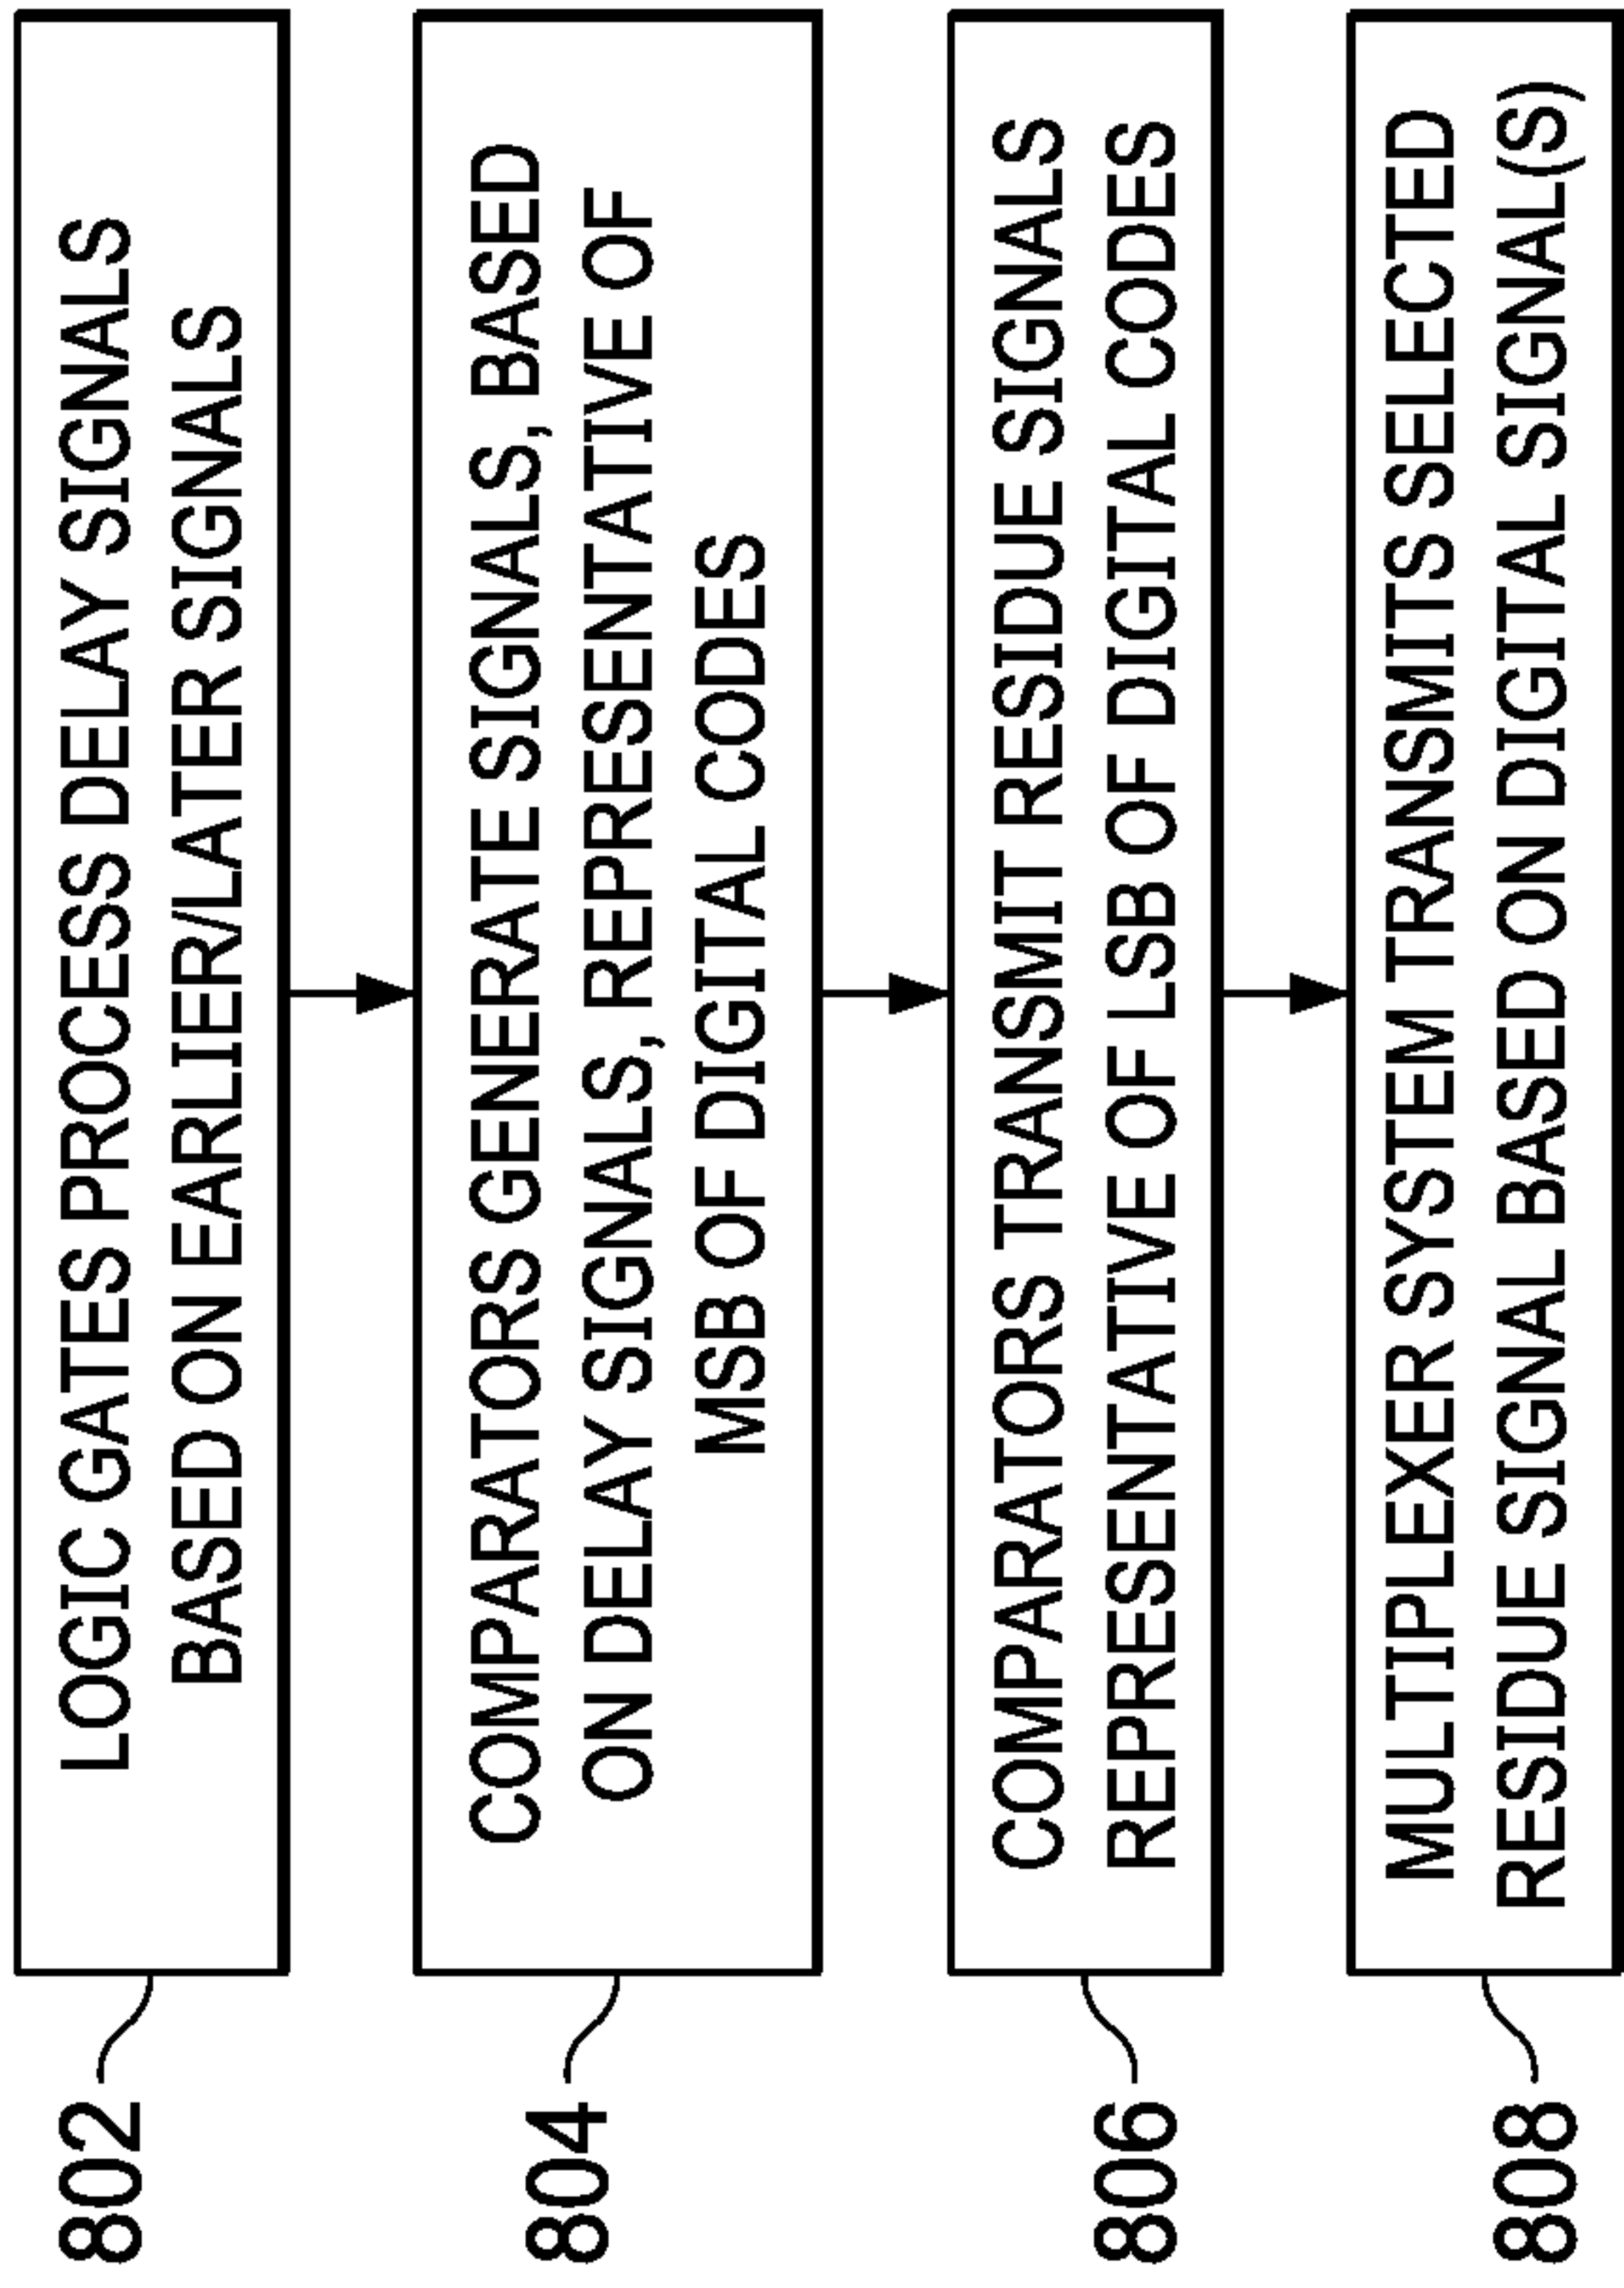 802
LOGIC GATES PROCESS DELAY SIGNALS
BASED ON EARLIER/LATER SIGNALS
804
COMPARATORS GENERATE SIGNALS, BASED
ON DELAY SIGNALS, REPRESENTATIVE OF
MSB OF DIGITAL CODES
806
COMPARATORS TRANSMIT RESIDUE SIGNALS
REPRESENTATIVE OF LSB OF DIGITAL CODES
808
MULTIPLEXER SYSTEM TRANSMITS SELECTED
RESIDUE SIGNAL BASED ON DIGITAL SIGNAL(S)